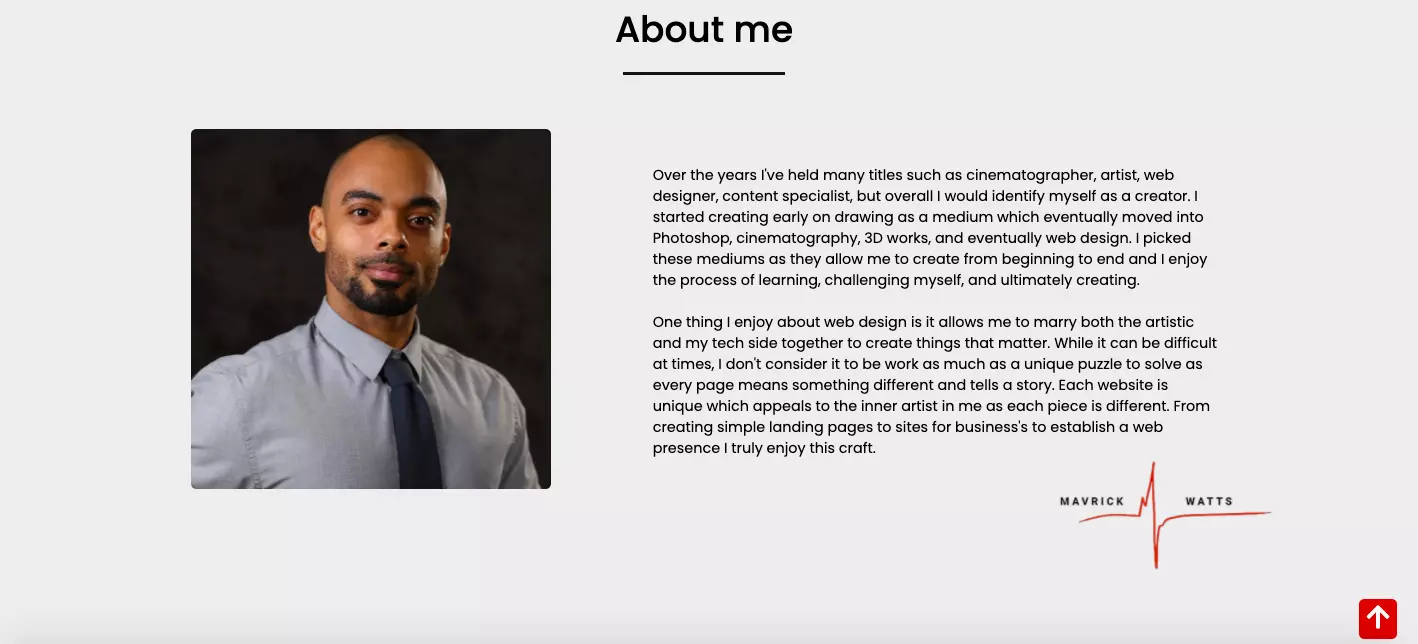 About me
Over the years I've held many titles such as cinematographer, artist, web
designer, content specialist, but overall I would identify myself as a creator. I
started creating early on drawing as a medium which eventually moved into
Photoshop, cinematography, 3D works, and eventually web design. I picked
these mediums as they allow me to create from beginning to end and I enjoy
the process of learning, challenging myself, and ultimately creating.
One thing I enjoy about web design is it allows me to marry both the artistic
and my tech side together to create things that matter. While it can be difficult
at times, I don't consider it to be work as much as a unique puzzle to solve as
every page means something different and tells a story. Each website is
unique which appeals to the inner artist in me as each piece is different. From
creating simple landing pages to sites for business's to establish a web
presence I truly enjoy this craft.
MAVRICK WATTS